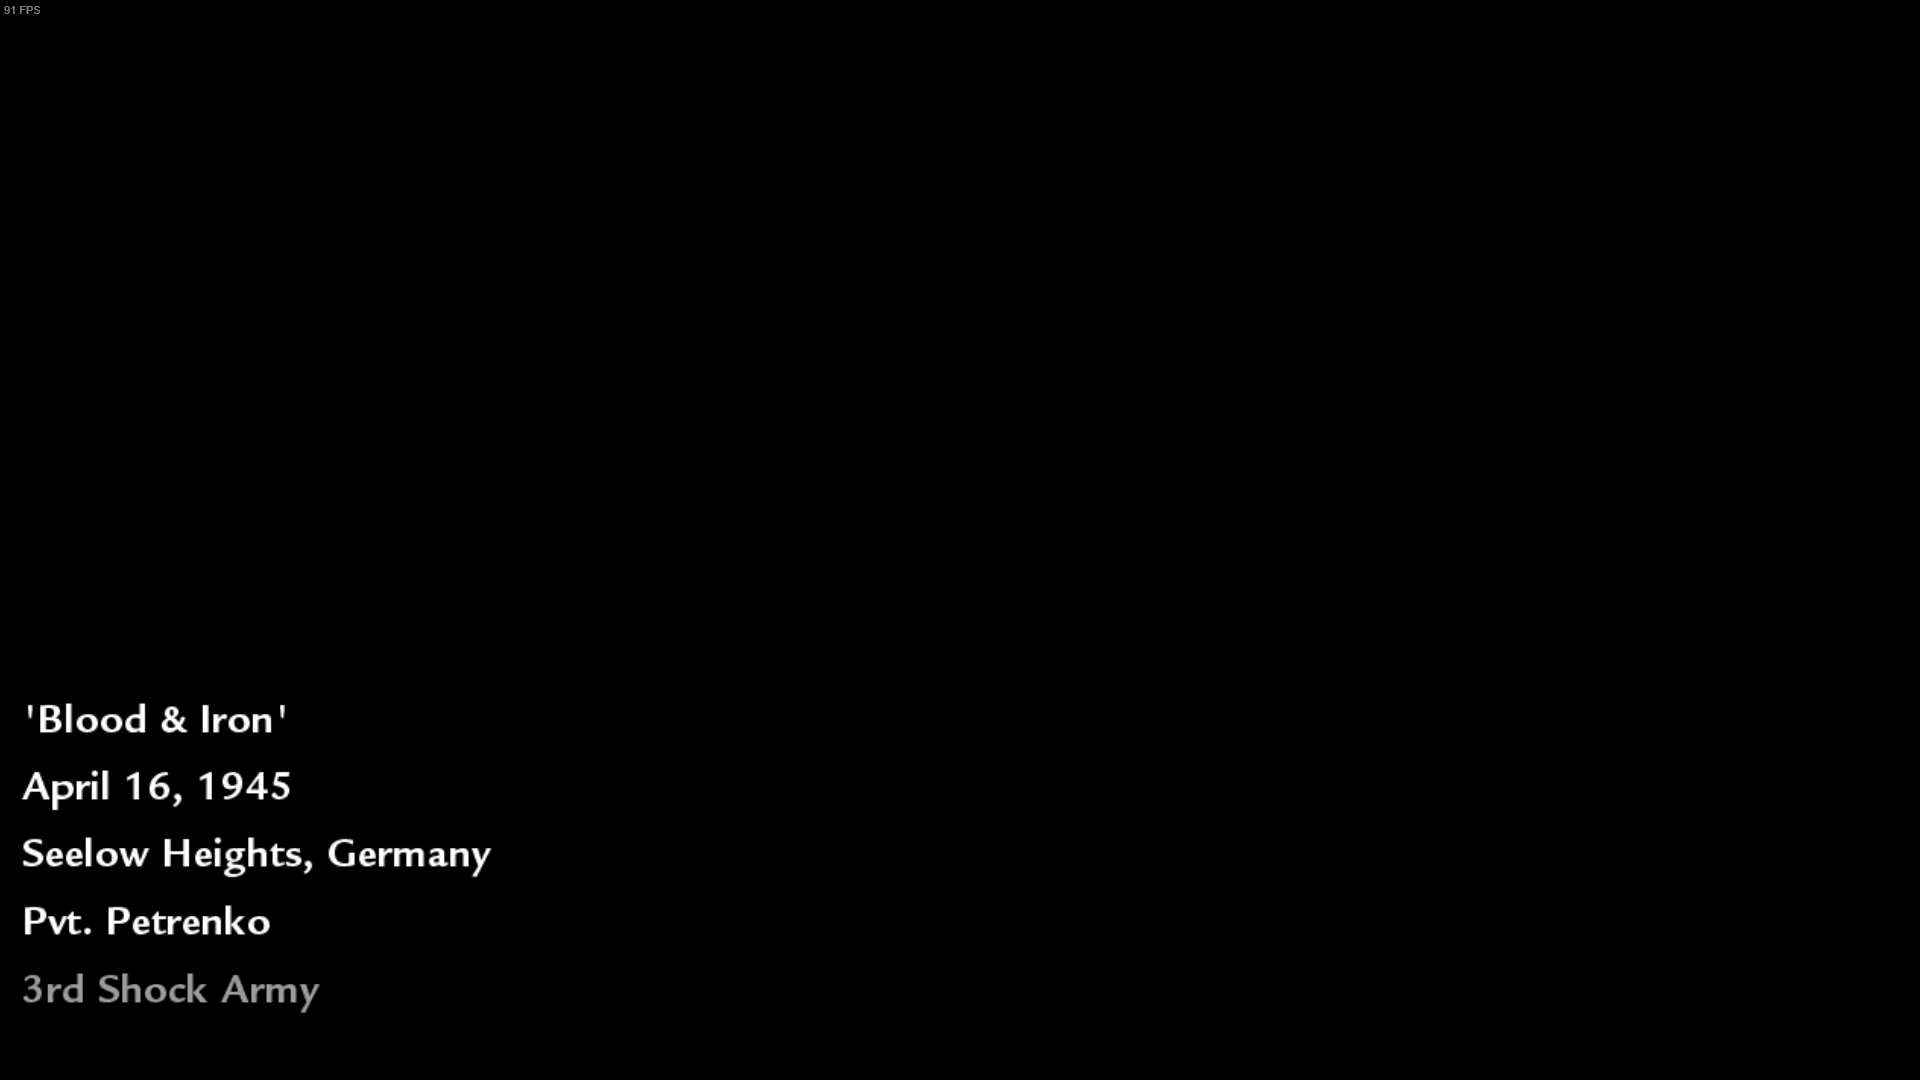 91 FPS
'Blood & Iron'
April 16, 1945
Seelow Heights, Germany
Pvt. Petrenko
3rd Shock Army